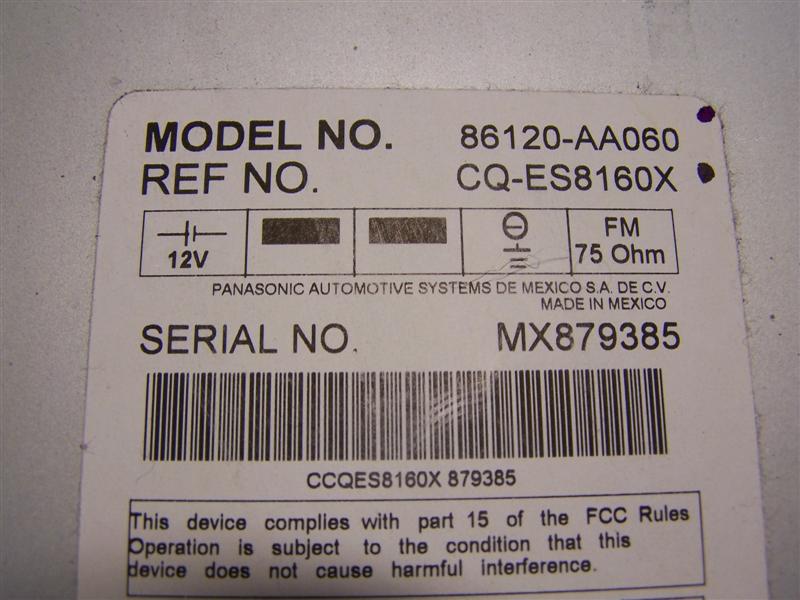 MODEL NO. 86120-AA060
REF NO. CQ-ES8160X
12V
FM
75 Ohm
PANASONIC AUTOMOTIVE SYSTEMS DE MEXICO S.A. DE C.V.
MADE IN MEXICO
SERIAL NO. MX879385
CCQES8160X 879385
This device complies with part 15 of the FCC Rules
Operation is subject to the condition that this
device does not cause harmful interference.